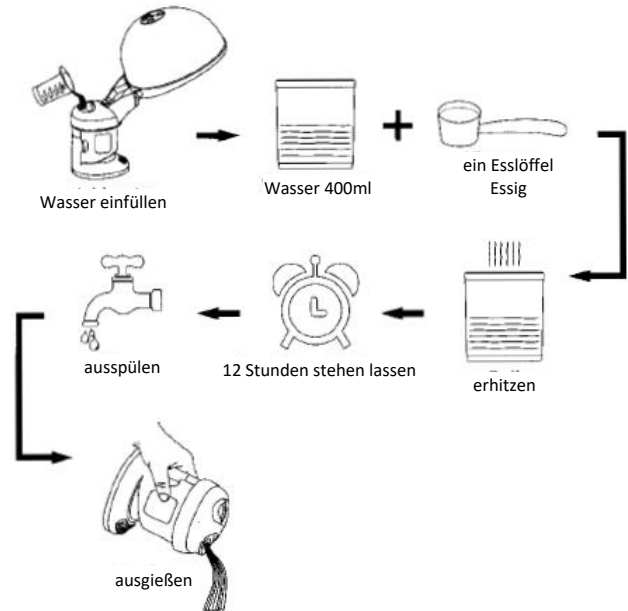 Wasser einfüllen
Wasser 400ml
ein Esslöffel
Essig
erhitzen
12 Stunden stehen lassen
ausspülen
ausgießen